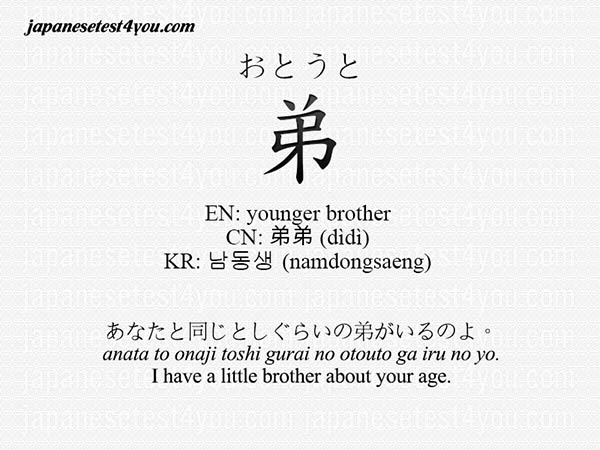 japanesetest4you.com
おとうと
弟
EN: younger brother
CN: 弟弟 (dìdì)
KR: 남동생 (namdongsaeng)
あなたと同じとしぐらいの弟がいるのよ。
anata to onaji toshi gurai no otouto ga iru no yo.
I have a little brother about your age.